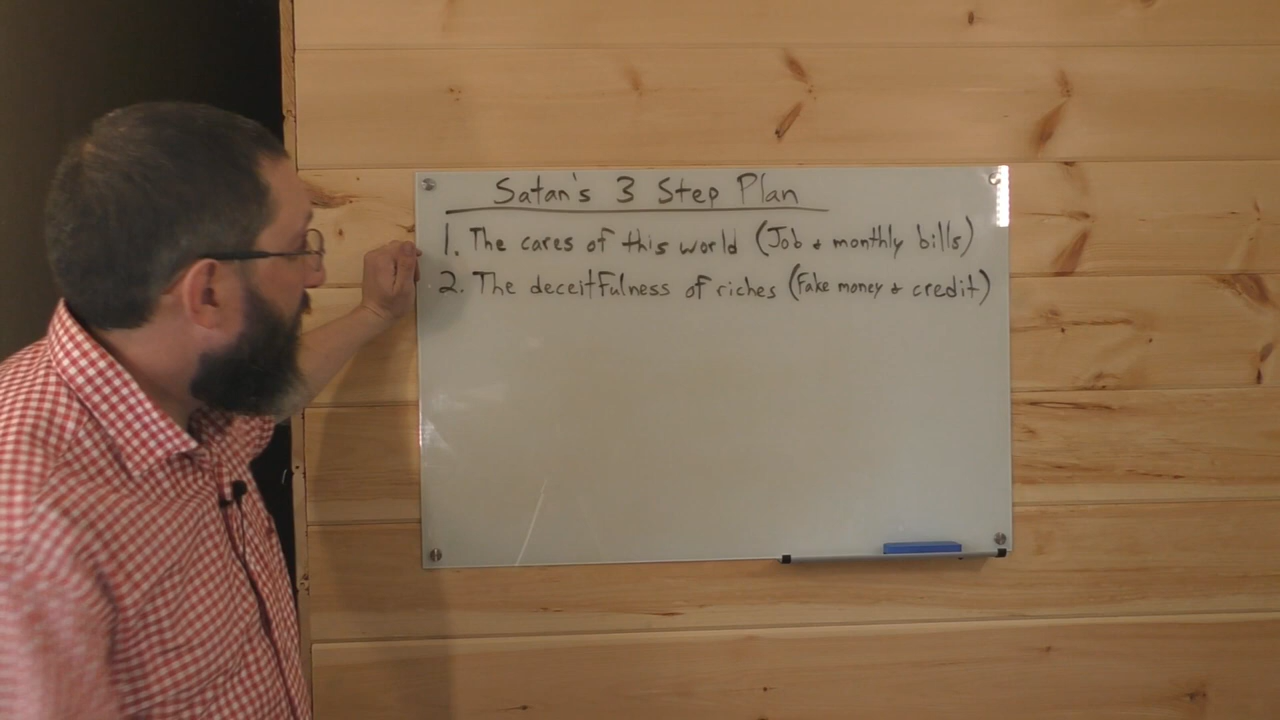 Satan's 3 Step Plan
1. The cares of this world (Job & monthly bills)
2. The deceitfulness of riches (Fake money & credit)